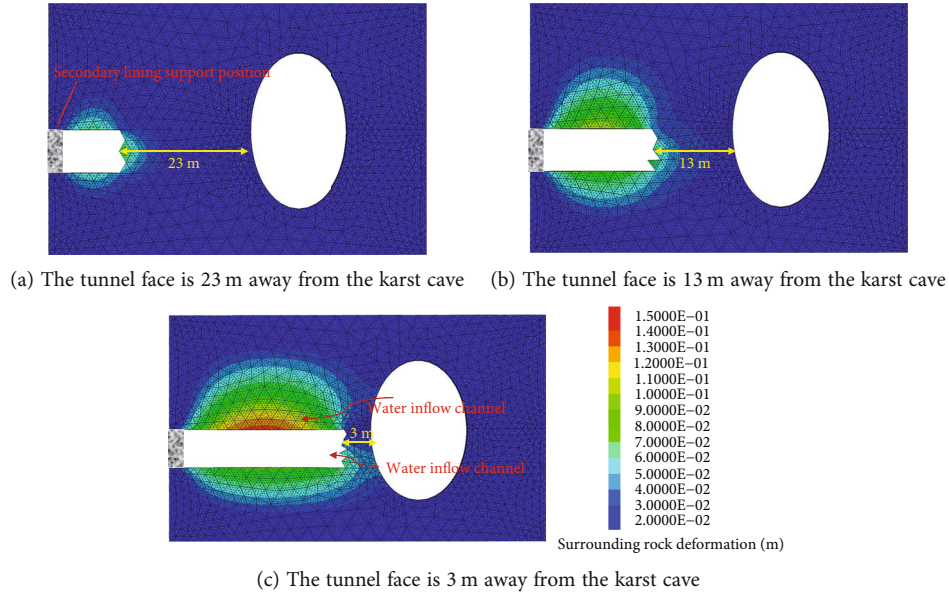 Secondary lining support position
23 m
13 m
(a) The tunnel face is 23 m away from the karst cave
(b) The tunnel face is 13 m away from the karst cave
Water inflow channel
3 m
Water inflow channel
1.5000E−01
1.4000E−01
1.3000E−01
1.2000E−01
1.1000E−01
9.0000E−02
8.0000E−02
7.0000E−02
6.0000E−02
5.0000E−02
4.0000E−02
3.0000E−02
2.0000E−02
Surrounding rock deformation (m)
(c) The tunnel face is 3 m away from the karst cave